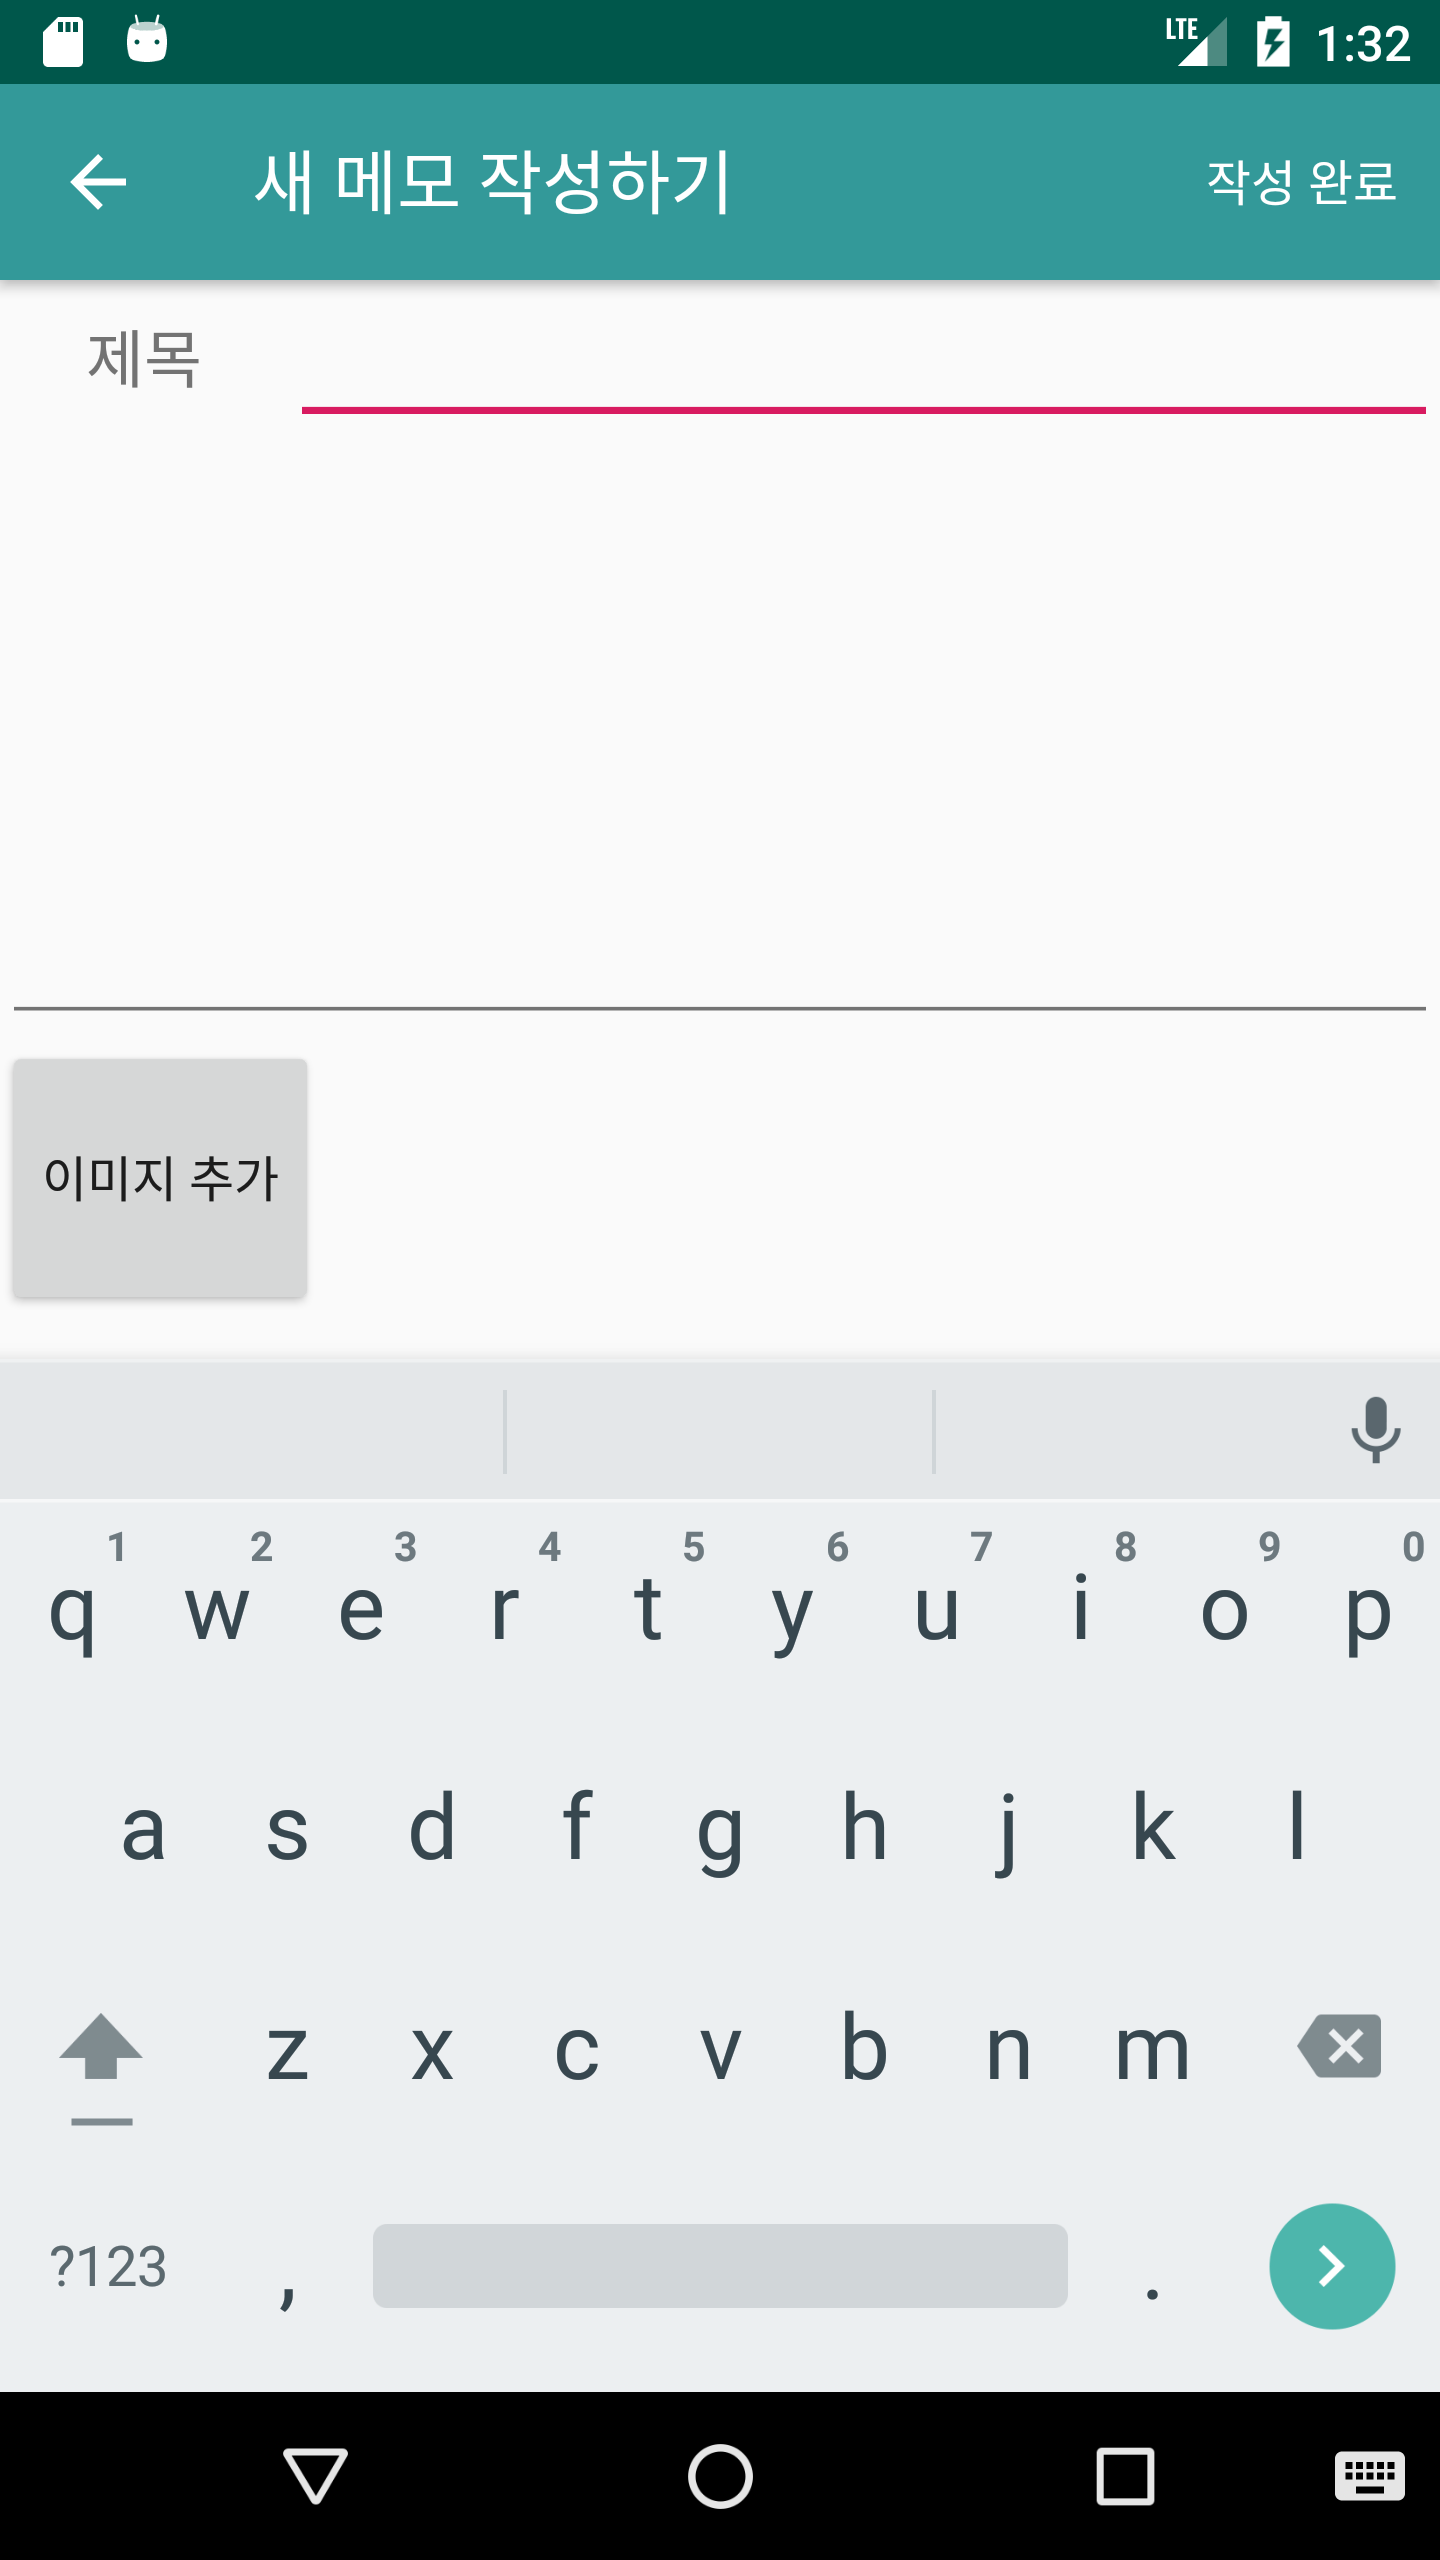 LTE 1:32
새 메모 작성하기 작성 완료
제목
이미지 추가
1 2 3 4 5 6 7 8 9 0
q w e r t y u i o p
a s d f g h j k l
z x c v b n m
?123 , .